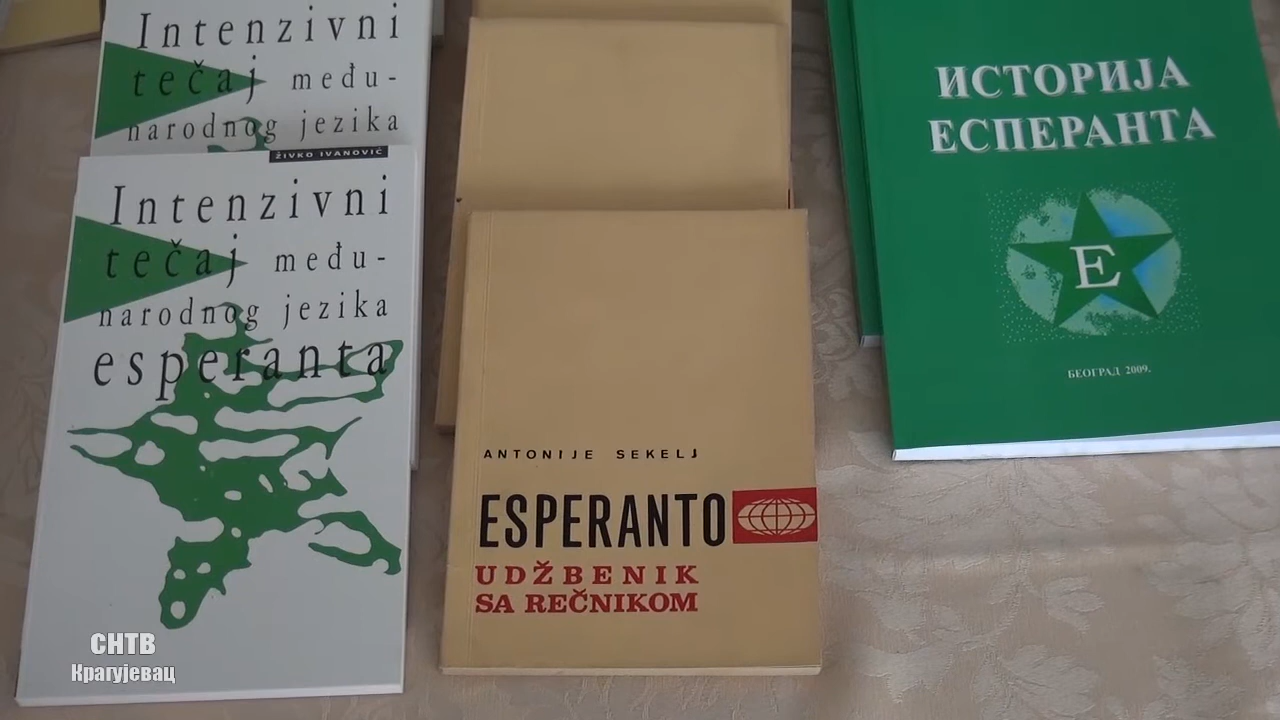 Intenzivni
tečaj među-
narodnog jezika
ŽIVKO IVANOVIĆ
Intenzivni
tečaj među-
narodnog jezika
esperanta
ANTONIJE SEKELJ
ESPERANTO
UDŽBENIK
SA REČNIKOM
ИСТОРИЈА
ЕСПЕРАНТА
E
БЕОГРАД 2009.
СНТВ
Крагујевац